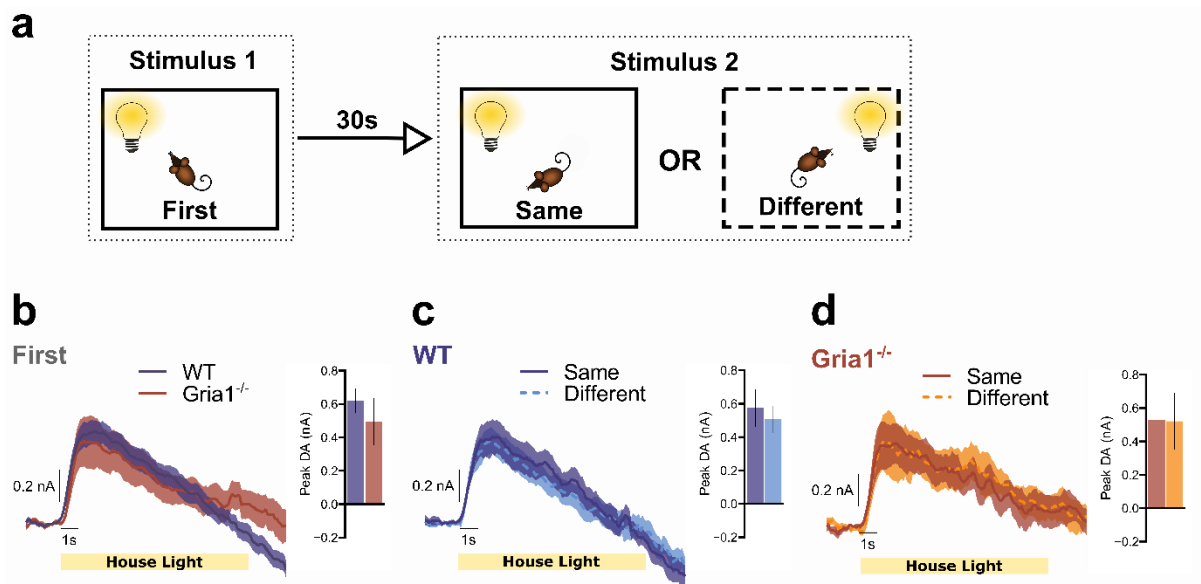 a
Stimulus 1
Stimulus 2
30s
First
Same
OR
Different
b
First
WT
Gria1-/-
0.2 nA
1s
House Light
Peak DA (nA)
0.8
0.6
0.4
0.2
0.0
−0.2
c
WT
Same
Different
0.2 nA
1s
House Light
Peak DA (nA)
0.8
0.6
0.4
0.2
0.0
−0.2
d
Gria1-/-
Same
Different
0.2 nA
1s
House Light
Peak DA (nA)
0.8
0.6
0.4
0.2
0.0
−0.2